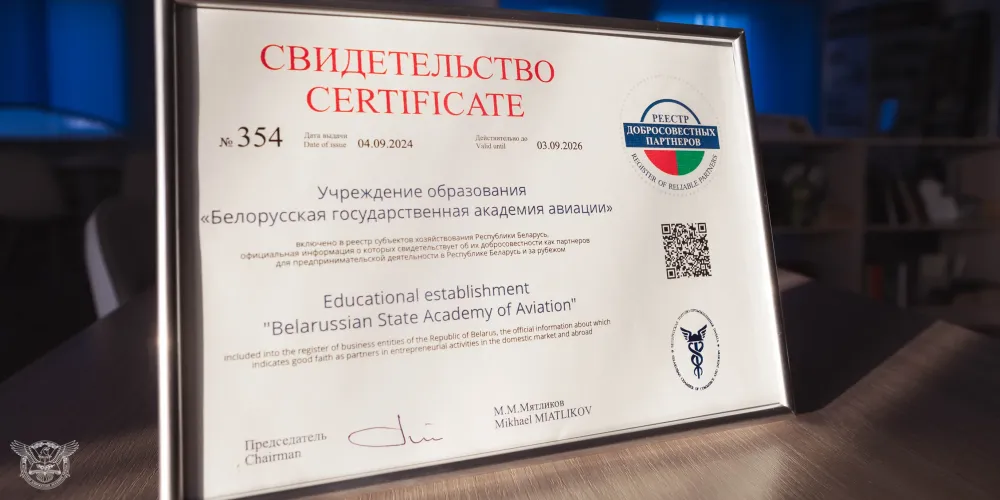 СВИДЕТЕЛЬСТВО
CERTIFICATE
№ 354
Дата выдачи
Date of issue
04.09.2024
Действительно до
Valid until
03.09.2026
РЕЕСТР
ДОБРОСОВЕСТНЫХ
ПАРТНЕРОВ
REGISTER OF RELIABLE PARTNERS
Учреждение образования
«Белорусская государственная академия авиации»
включено в реестр субъектов хозяйствования Республики Беларусь,
официальная информация о которых свидетельствует об их добросовестности как партнеров
для предпринимательской деятельности в Республике Беларусь и за рубежом
Educational establishment
"Belarussian State Academy of Aviation"
included into the register of business entities of the Republic of Belarus, the official information about which
indicates good faith as partners in entrepreneurial activities in the domestic market and abroad
Председатель
Chairman
М.М.Мятликов
Mikhael MIATLIKOV